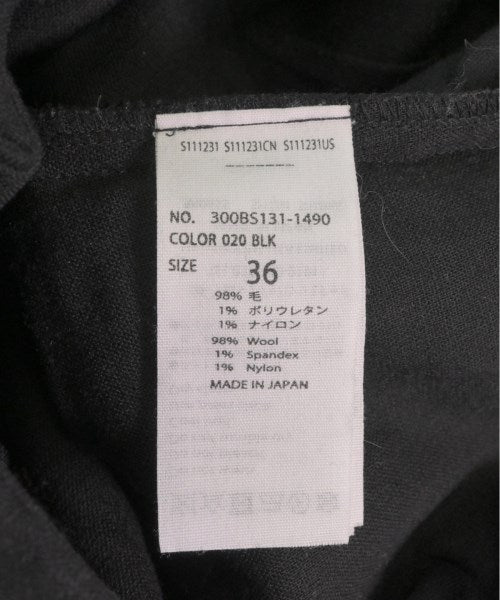 S111231 S111231CN S111231US
-------
NO. 300BS131-1490
COLOR 020 BLK
SIZE 36
98% 毛
1% ポリウレタン
1% ナイロン
98% Wool
1% Spandex
1% Nylon
MADE IN JAPAN